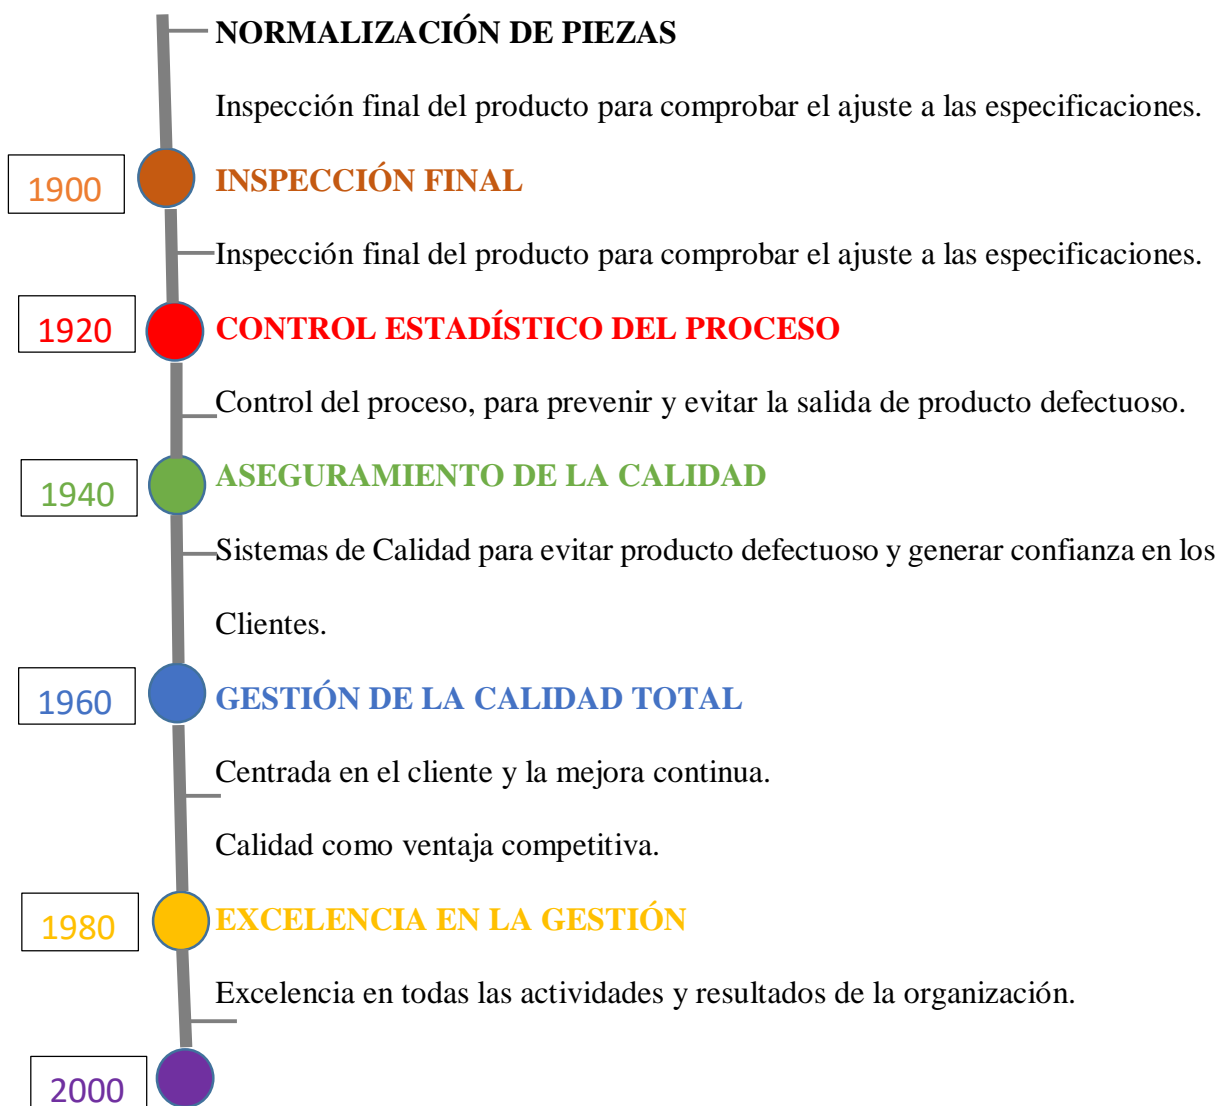 NORMALIZACIÓN DE PIEZAS
Inspección final del producto para comprobar el ajuste a las especificaciones.
1900
INSPECCIÓN FINAL
Inspección final del producto para comprobar el ajuste a las especificaciones.
1920
CONTROL ESTADÍSTICO DEL PROCESO
Control del proceso, para prevenir y evitar la salida de producto defectuoso.
1940
ASEGURAMIENTO DE LA CALIDAD
Sistemas de Calidad para evitar producto defectuoso y generar confianza en los
Clientes.
1960
GESTIÓN DE LA CALIDAD TOTAL
Centrada en el cliente y la mejora continua.
Calidad como ventaja competitiva.
1980
EXCELENCIA EN LA GESTIÓN
Excelencia en todas las actividades y resultados de la organización.
2000